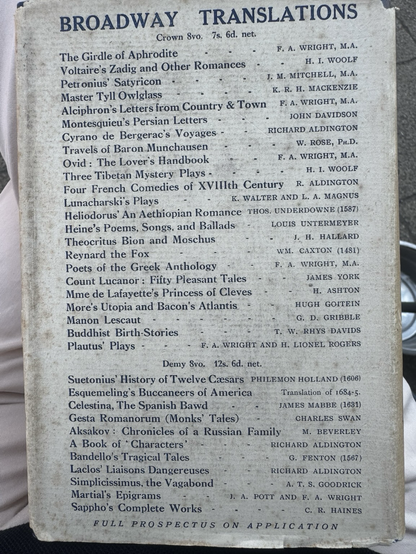 BROADWAY TRANSLATIONS
Crown 8vo. 7s. 6d. net.
The Girdle of Aphrodite - - F. A. WRIGHT, M.A.
Voltaire's Zadig and Other Romances - H. I. WOOLF
Petronius' Satyricon - - J. M. MITCHELL, M.A.
Master Tyll Owlglass - - K. R. H. MACKENZIE
Alciphron's Letters from Country & Town F. A. WRIGHT, M.A.
Montesquieu's Persian Letters - JOHN DAVIDSON
Cyrano de Bergerac's Voyages - RICHARD ALDINGTON
Travels of Baron Munchausen - W. ROSE, PH.D.
Ovid: The Lover's Handbook - F. A. WRIGHT, M.A.
Three Tibetan Mystery Plays - - H. I. WOOLF
Four French Comedies of XVIIIth Century R. ALDINGTON
Lunacharski's Plays - K. WALTER AND L. A. MAGNUS
Heliodorus' An Aethiopian Romance THOS. UNDERDOWNE (1587)
Heine's Poems, Songs, and Ballads LOUIS UNTERMEYER
Theocritus Bion and Moschus - J. H. HALLARD
Reynard the Fox - - WM. CAXTON (1481)
Poets of the Greek Anthology - F. A. WRIGHT, M.A.
Count Lucanor: Fifty Pleasant Tales - JAMES YORK
Mme de Lafayette's Princess of Cleves - H. ASHTON
More's Utopia and Bacon's Atlantis - HUGH GOITEIN
Manon Lescaut - - - G. D. GRIBBLE
Buddhist Birth-Stories - - T. W. RHYS DAVIDS
Plautus' Plays - - F. A. WRIGHT AND H. LIONEL ROGERS
Demy 8vo. 12s. 6d. net.
Suetonius' History of Twelve Cæsars PHILEMON HOLLAND (1606)
Esquemeling's Buccaneers of America Translation of 1684-5.
Celestina, The Spanish Bawd - JAMES MABBE (1631)
Gesta Romanorum (Monks' Tales) CHARLES SWAN
Aksakov: Chronicles of a Russian Family M. BEVERLEY
A Book of 'Characters' - - RICHARD ALDINGTON
Bandello's Tragical Tales - G. FENTON (1567)
Laclos' Liaisons Dangereuses - RICHARD ALDINGTON
Simplicissimus, the Vagabond - A. T. S. GOODRICK
Martial's Epigrams - J. A. POTT AND F. A. WRIGHT
Sappho's Complete Works - - C. R. HAINES
FULL PROSPECTUS ON APPLICATION